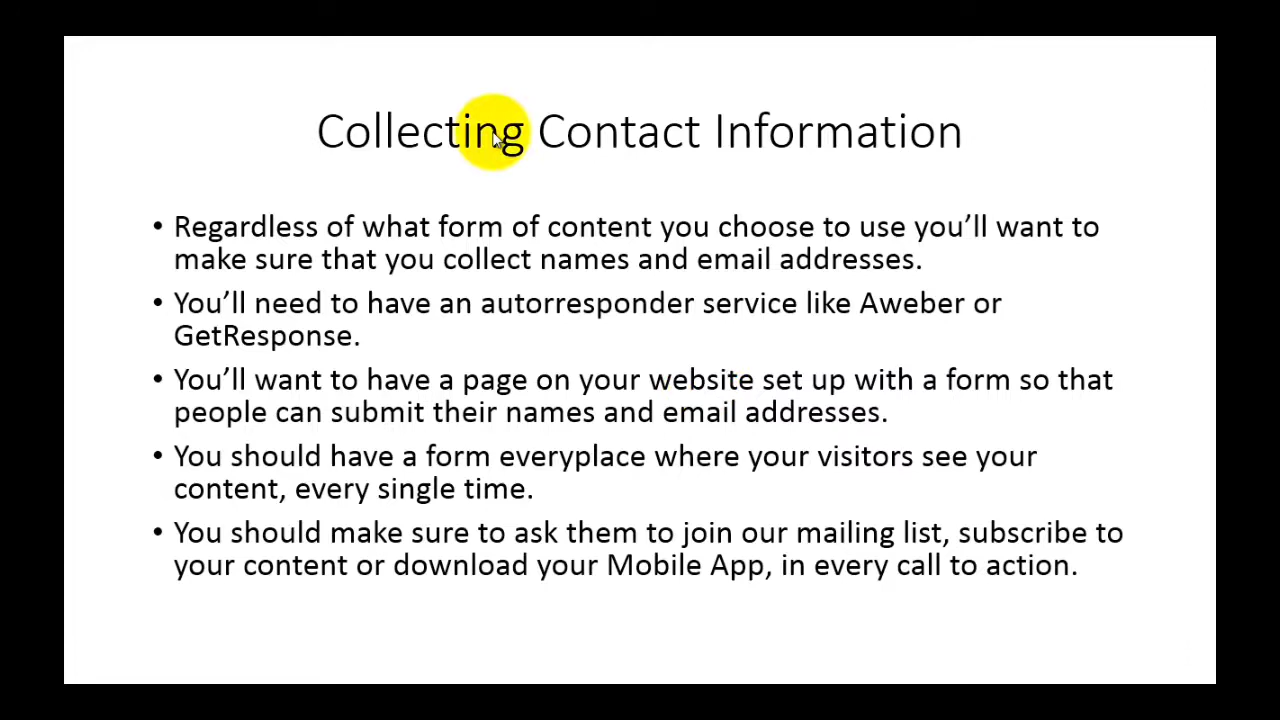 Collecting Contact Information
• Regardless of what form of content you choose to use you’ll want to
make sure that you collect names and email addresses.
• You’ll need to have an autorresponder service like Aweber or
GetResponse.
• You’ll want to have a page on your website set up with a form so that
people can submit their names and email addresses.
• You should have a form everyplace where your visitors see your
content, every single time.
• You should make sure to ask them to join our mailing list, subscribe to
your content or download your Mobile App, in every call to action.